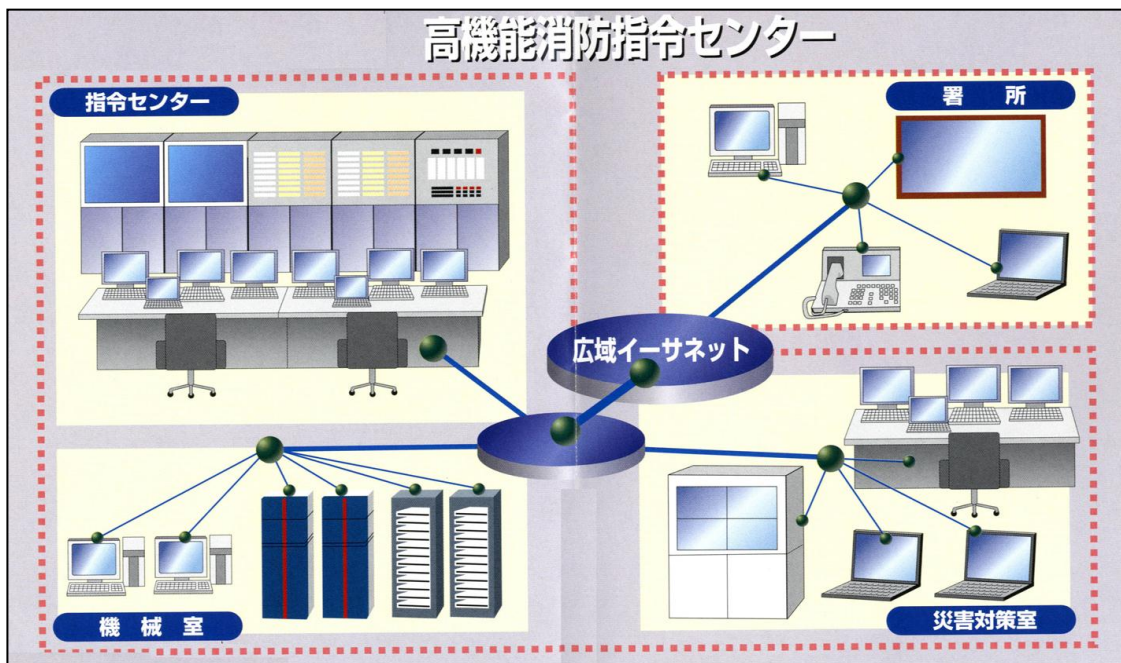 高機能消防指令センター
指令センター
署所
広域イーサネット
機械室
災害対策室